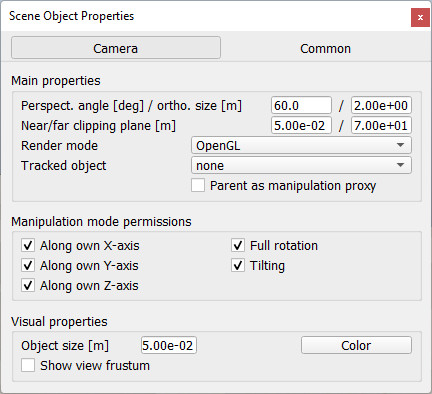 Scene Object Properties
x
Camera Common
Main properties
Perspect. angle [deg] / ortho. size [m] 60.0 / 2.00e+00
Near/far clipping plane [m] 5.00e-02 / 7.00e+01
Render mode OpenGL
Tracked object none
Parent as manipulation proxy
Manipulation mode permissions
Along own X-axis Full rotation
Along own Y-axis Tilting
Along own Z-axis
Visual properties
Object size [m] 5.00e-02 Color
Show view frustum